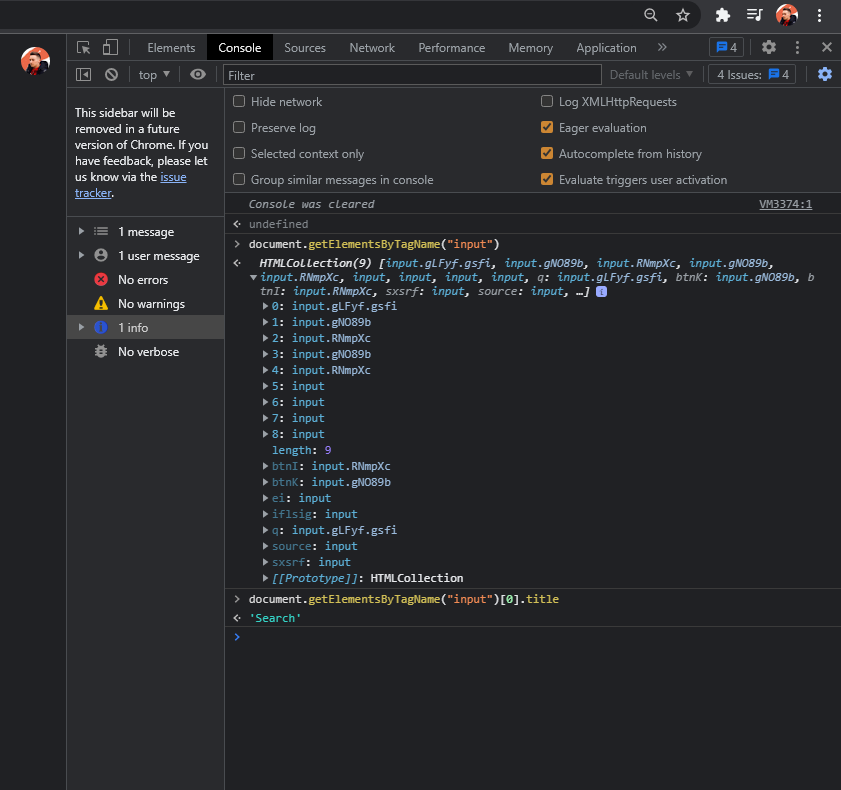 Elements Console Sources Network Performance Memory Application » 4
top Filter Default levels 4 Issues: 4
This sidebar will
be removed in a future
version of Chrome. If you
have feedback, please let
us know via the issue
tracker.
1 message
1 user message
No errors
No warnings
1 info
No verbose
Hide network Log XMLHttpRequests
Preserve log Eager evaluation
Selected context only Autocomplete from history
Group similar messages in console Evaluate triggers user activation
Console was cleared VM3374:1
undefined
document.getElementsByTagName("input")
HTMLCollection(9) [input.gLFyf.gsfi, input.gNO89b, input.RNmpXc, input.gNO89b,
input.RNmpXc, input, input, input, input, q: input.gLFyf.gsfi, btnK: input.gNO89b, b
tnI: input.RNmpXc, sxsrf: input, source: input, …] i
0: input.gLFyf.gsfi
1: input.gNO89b
2: input.RNmpXc
3: input.gNO89b
4: input.RNmpXc
5: input
6: input
7: input
8: input
length: 9
btnI: input.RNmpXc
btnK: input.gNO89b
ei: input
iflsig: input
q: input.gLFyf.gsfi
source: input
sxsrf: input
[[Prototype]]: HTMLCollection
document.getElementsByTagName("input")[0].title
'Search'